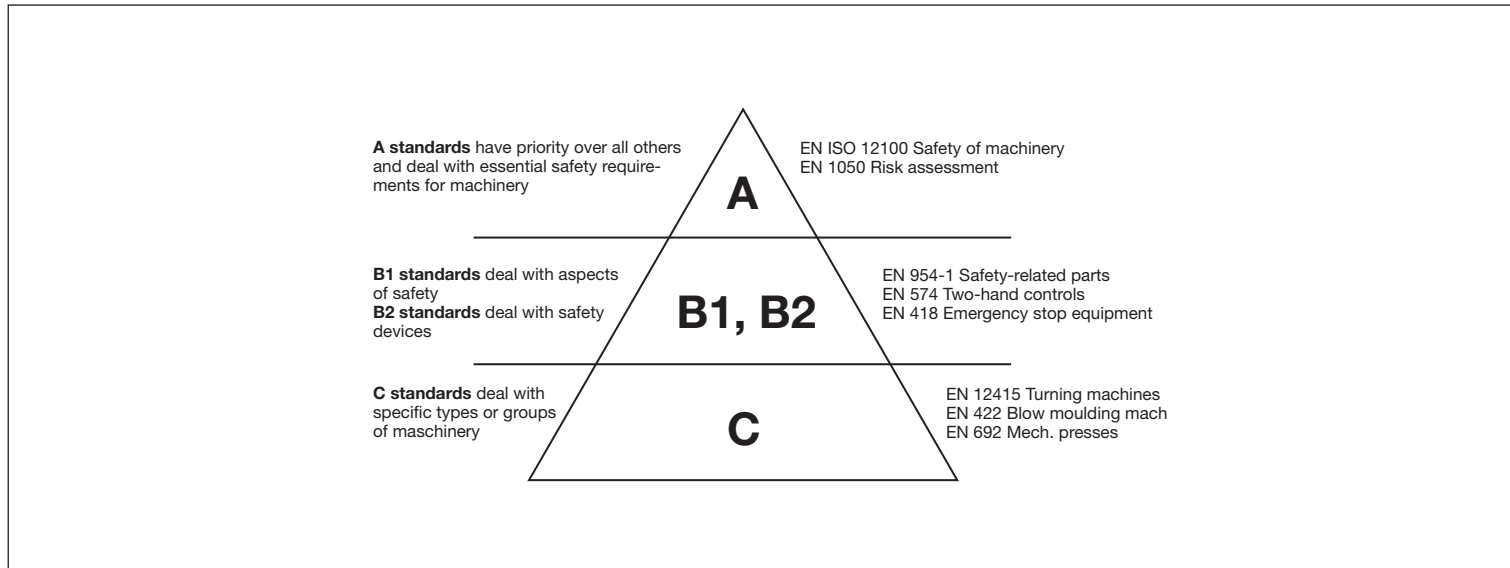 A standards have priority over all others
and deal with essential safety require-
ments for machinery
A
EN ISO 12100 Safety of machinery
EN 1050 Risk assessment
B1 standards deal with aspects
of safety
B2 standards deal with safety
devices
B1, B2
EN 954-1 Safety-related parts
EN 574 Two-hand controls
EN 418 Emergency stop equipment
C standards deal with
specific types or groups
of maschinery
C
EN 12415 Turning machines
EN 422 Blow moulding mach
EN 692 Mech. presses